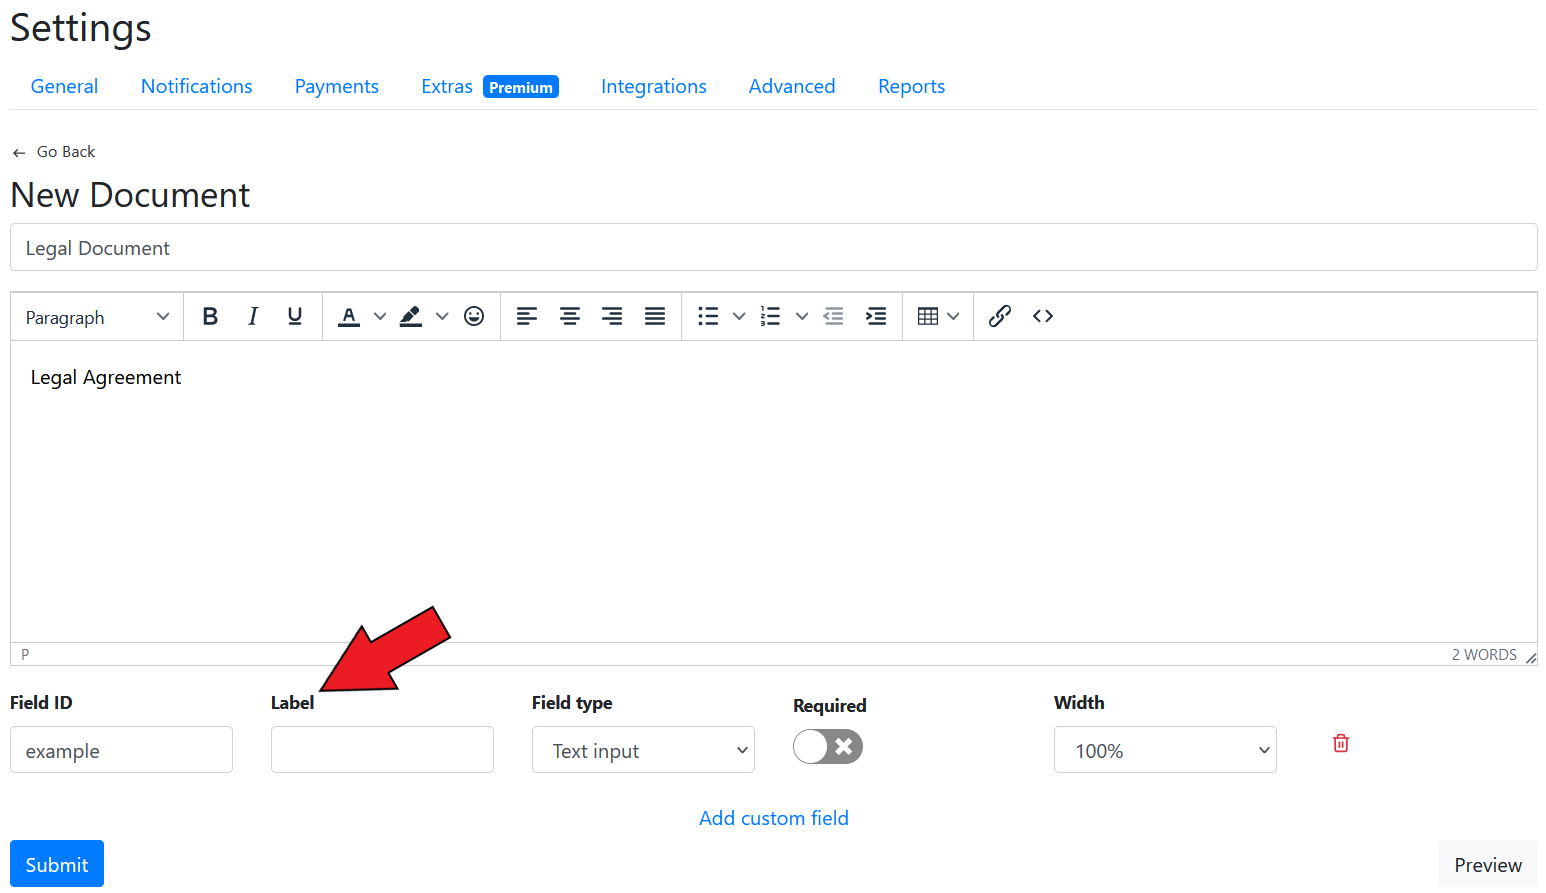 Settings
General Notifications Payments Extras Premium Integrations Advanced Reports
← Go Back
New Document
Legal Document
Paragraph B I U A
Legal Agreement
P 2 WORDS
Field ID Label Field type Required Width
example Text input 100%
Add custom field
Submit Preview